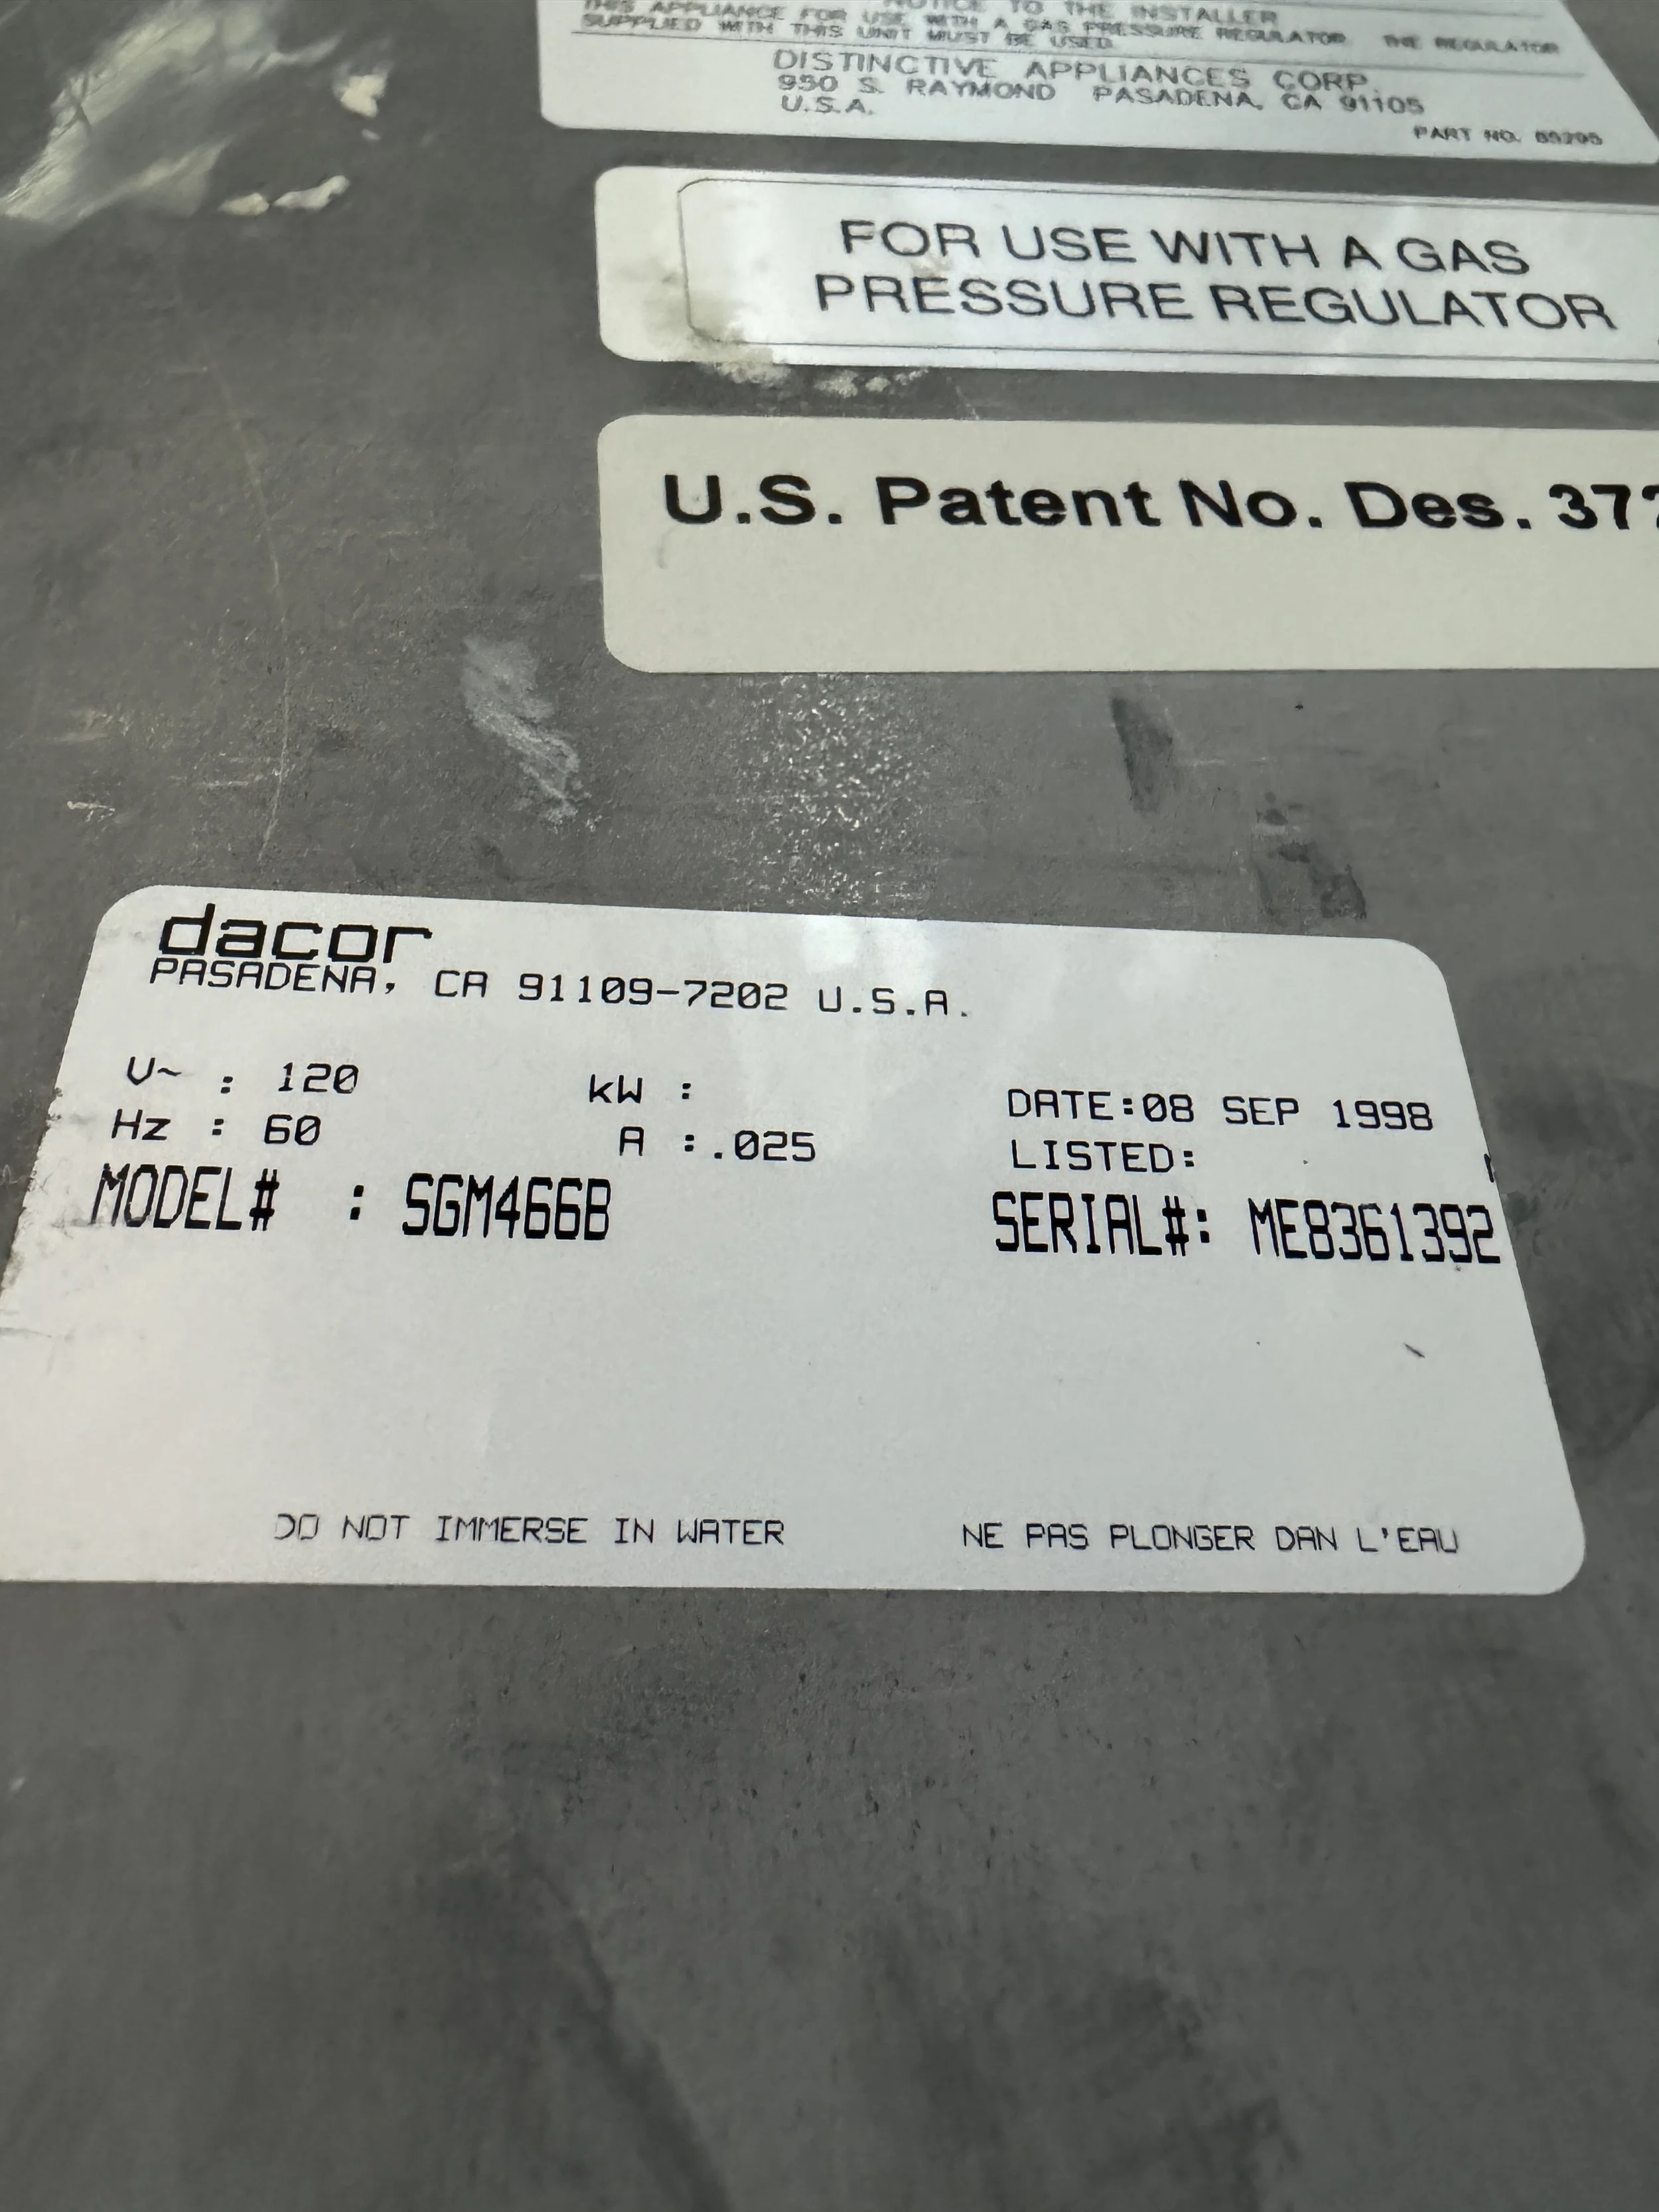 NOTICE TO THE INSTALLER
THIS APPLIANCE FOR USE WITH A GAS PRESSURE REGULATOR. THE REGULATOR
SUPPLIED WITH THIS UNIT MUST BE USED.
DISTINCTIVE APPLIANCES CORP.
950 S. RAYMOND PASADENA, CA 91105
U.S.A.
PART NO.
FOR USE WITH A GAS
PRESSURE REGULATOR
U.S. Patent No. Des. 37
dacor
PASADENA, CA 91109-7202 U.S.A.
V~ : 120 kW : DATE:08 SEP 1998
Hz : 60 A :.025 LISTED:
MODEL# : SGM466B SERIAL#: ME8361392
DO NOT IMMERSE IN WATER NE PAS PLONGER DAN L'EAU